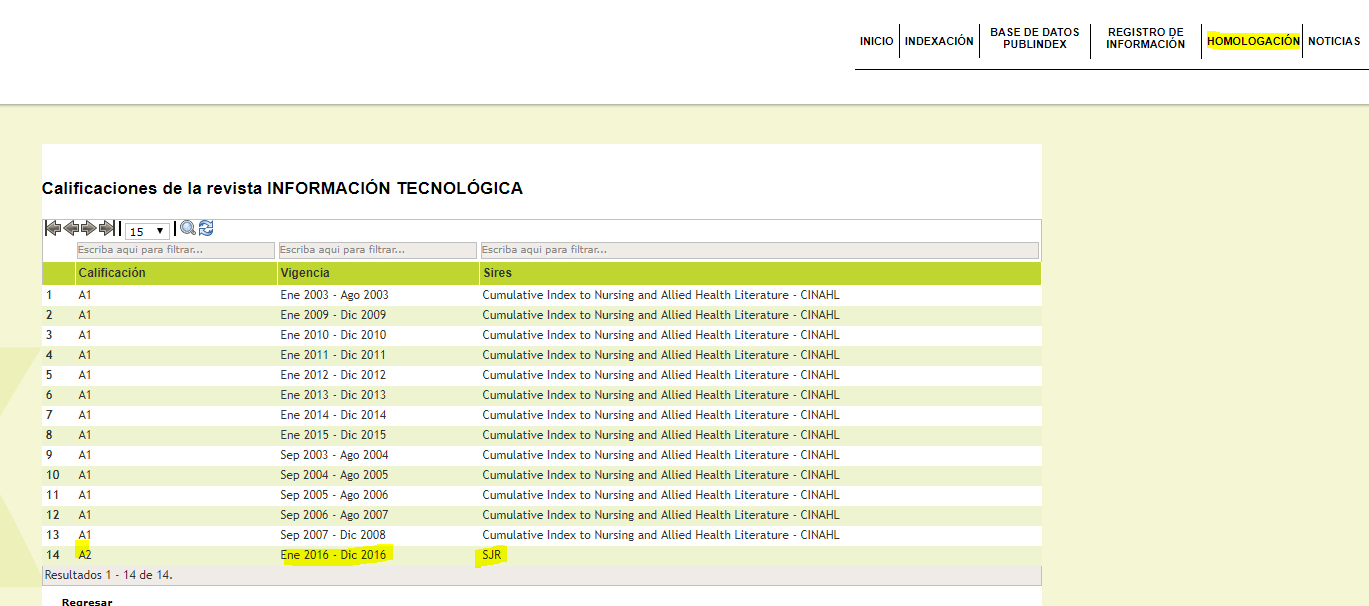 INICIO INDEXACIÓN BASE DE DATOS PUBLINDEX REGISTRO DE INFORMACIÓN HOMOLOGACIÓN NOTICIAS
Calificaciones de la revista INFORMACIÓN TECNOLÓGICA
15
Escriba aqui para filtrar... Escriba aqui para filtrar... Escriba aqui para filtrar...
Calificación Vigencia Sires
1 A1 Ene 2003 - Ago 2003 Cumulative Index to Nursing and Allied Health Literature - CINAHL
2 A1 Ene 2009 - Dic 2009 Cumulative Index to Nursing and Allied Health Literature - CINAHL
3 A1 Ene 2010 - Dic 2010 Cumulative Index to Nursing and Allied Health Literature - CINAHL
4 A1 Ene 2011 - Dic 2011 Cumulative Index to Nursing and Allied Health Literature - CINAHL
5 A1 Ene 2012 - Dic 2012 Cumulative Index to Nursing and Allied Health Literature - CINAHL
6 A1 Ene 2013 - Dic 2013 Cumulative Index to Nursing and Allied Health Literature - CINAHL
7 A1 Ene 2014 - Dic 2014 Cumulative Index to Nursing and Allied Health Literature - CINAHL
8 A1 Ene 2015 - Dic 2015 Cumulative Index to Nursing and Allied Health Literature - CINAHL
9 A1 Sep 2003 - Ago 2004 Cumulative Index to Nursing and Allied Health Literature - CINAHL
10 A1 Sep 2004 - Ago 2005 Cumulative Index to Nursing and Allied Health Literature - CINAHL
11 A1 Sep 2005 - Ago 2006 Cumulative Index to Nursing and Allied Health Literature - CINAHL
12 A1 Sep 2006 - Ago 2007 Cumulative Index to Nursing and Allied Health Literature - CINAHL
13 A1 Sep 2007 - Dic 2008 Cumulative Index to Nursing and Allied Health Literature - CINAHL
14 A2 Ene 2016 - Dic 2016 SJR
Resultados 1 - 14 de 14.
Regresar